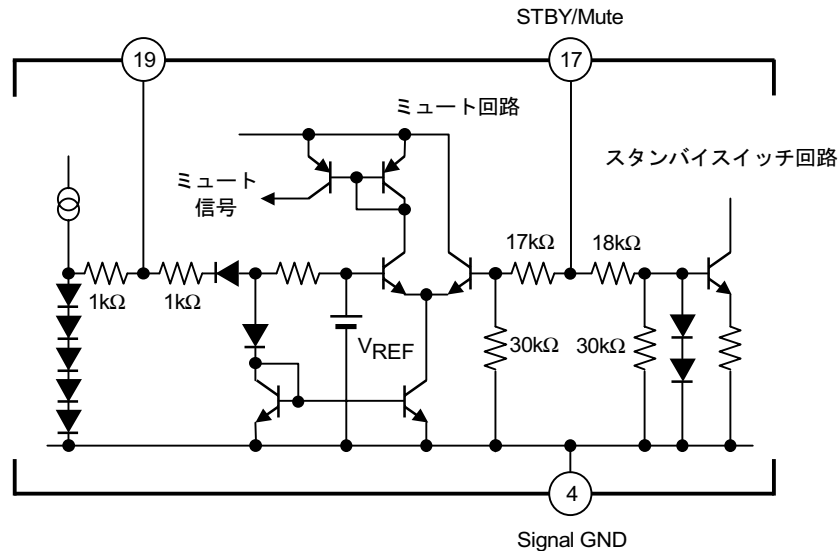 STBY/Mute
19
17
ミュート回路
スタンバイスイッチ回路
ミュート
信号
17kΩ
18kΩ
1kΩ
1kΩ
VREF
30kΩ
30kΩ
4
Signal GND